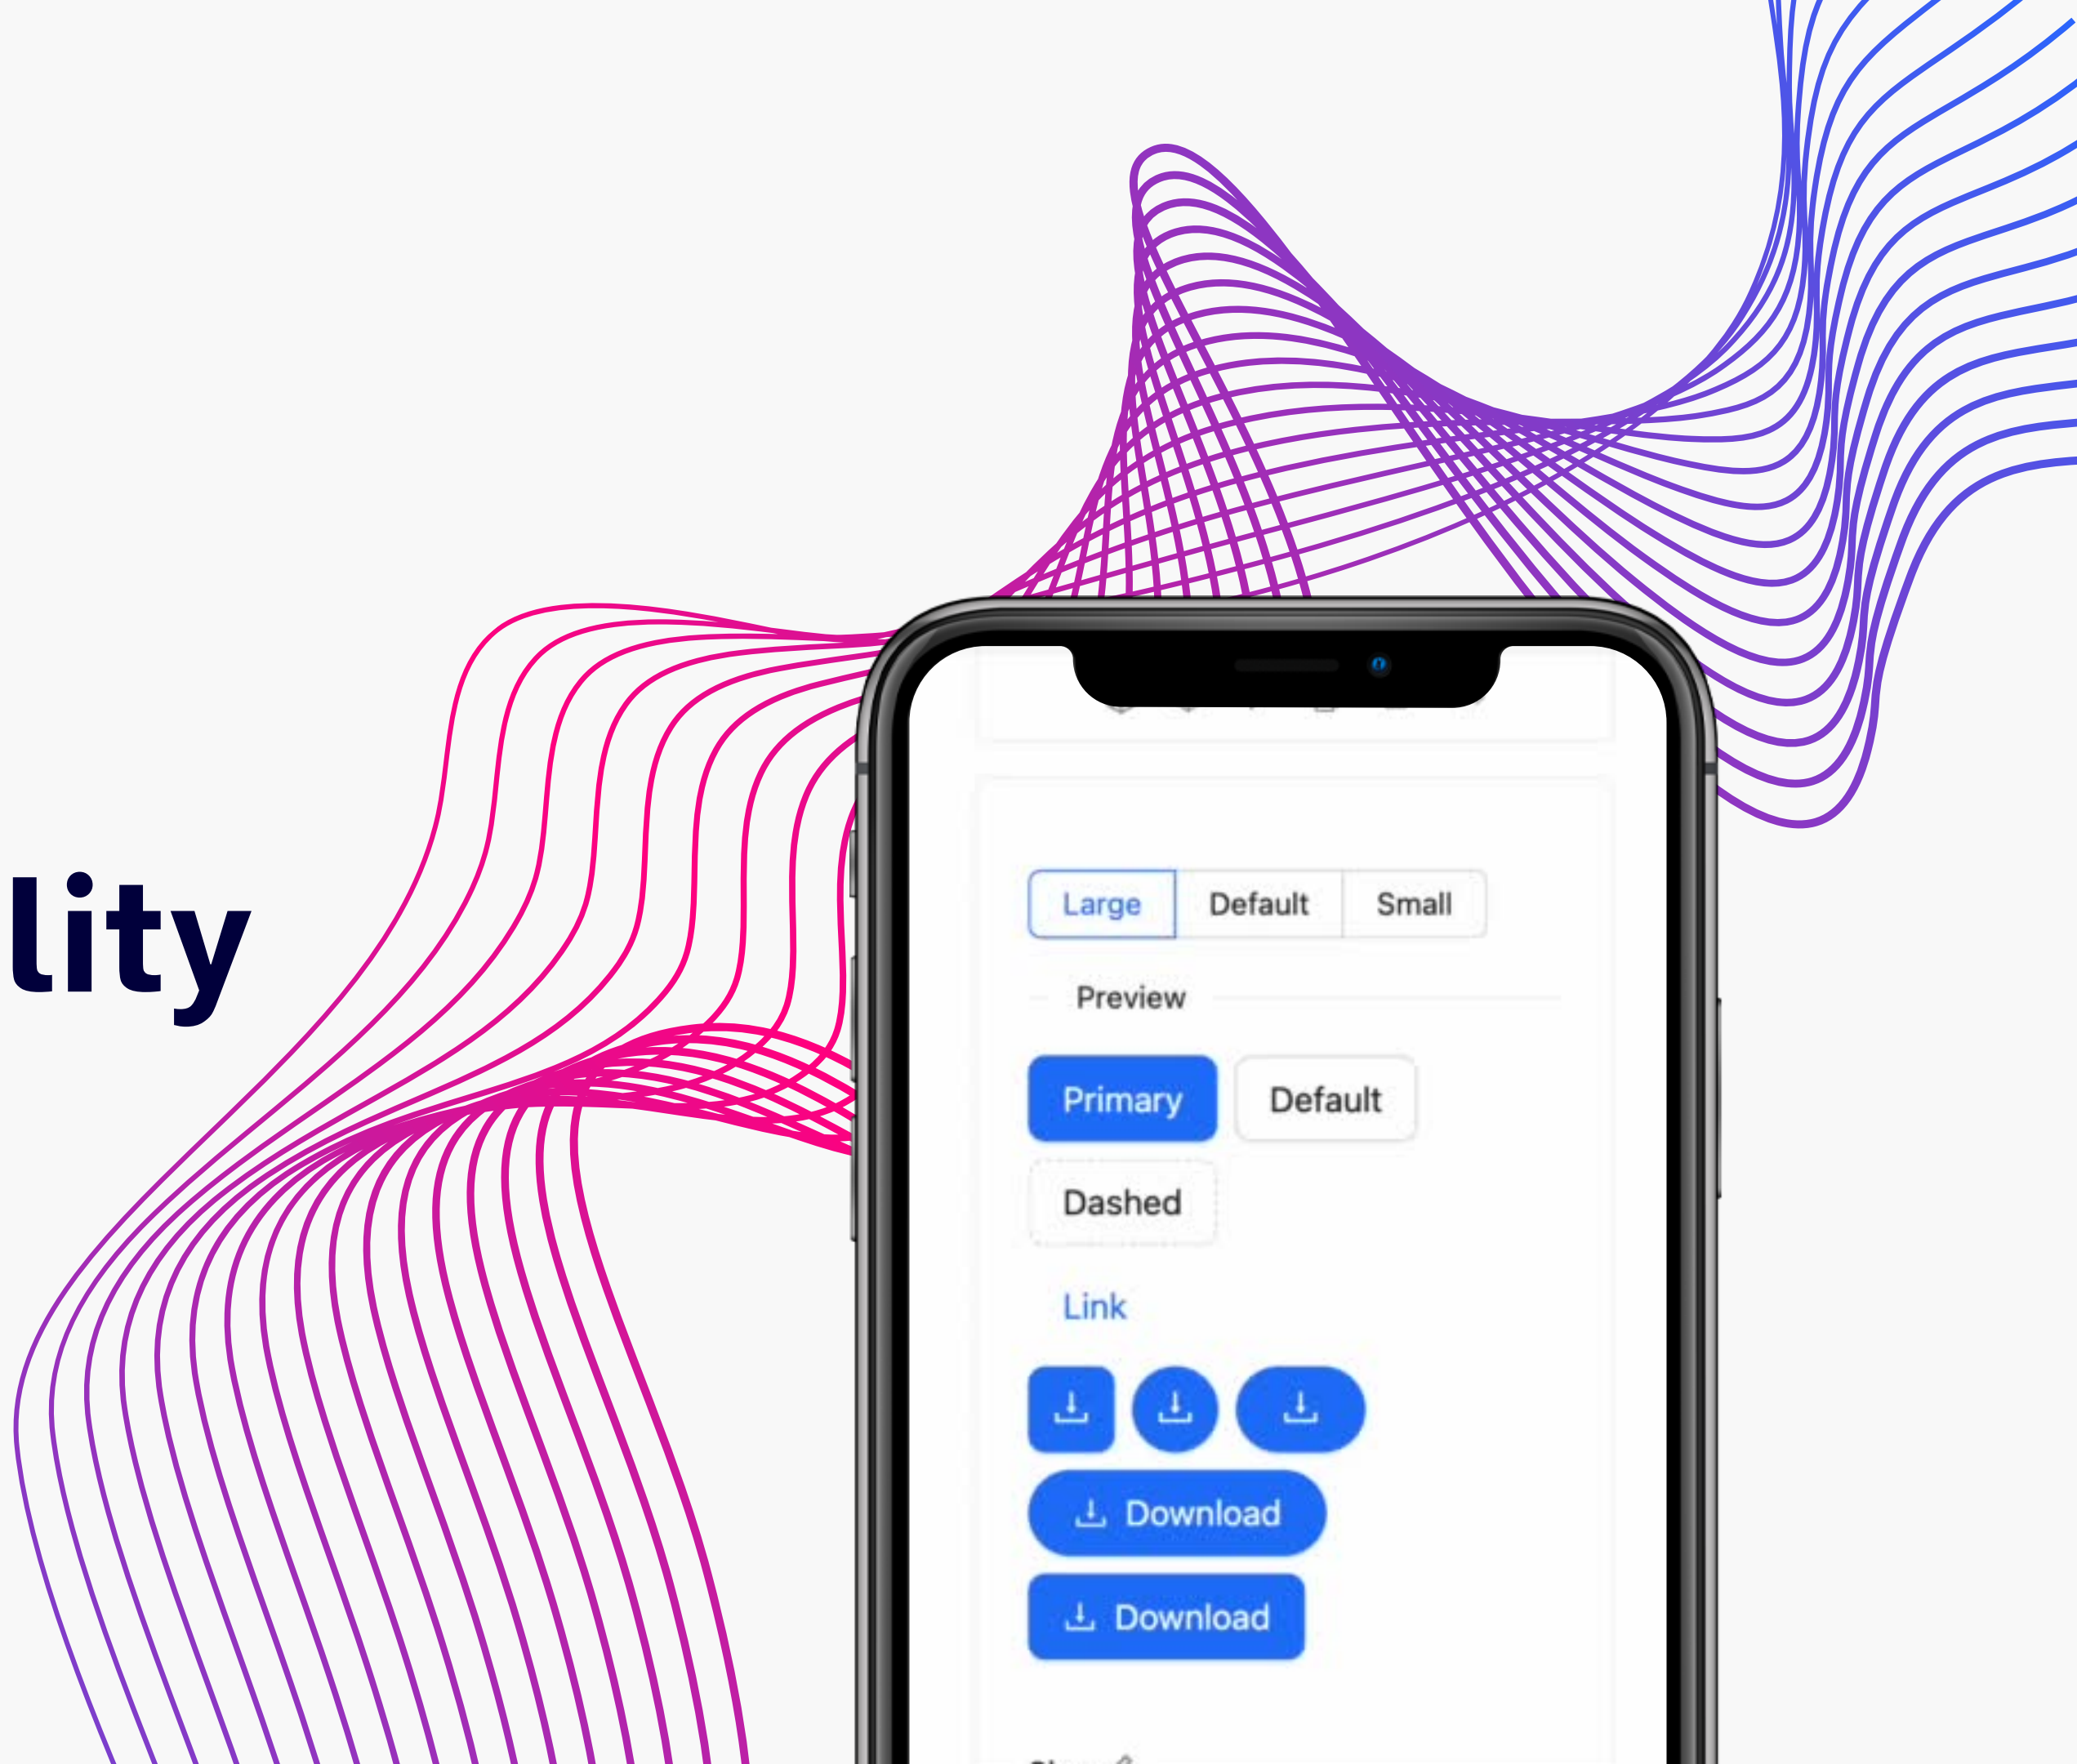 lity
Large Default Small
Preview
Primary Default
Dashed
Link
Download
Download